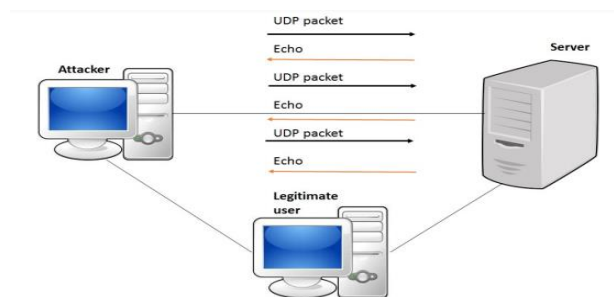 UDP packet
Server
Echo
Attacker
UDP packet
Echo
UDP packet
Echo
Legitimate
user